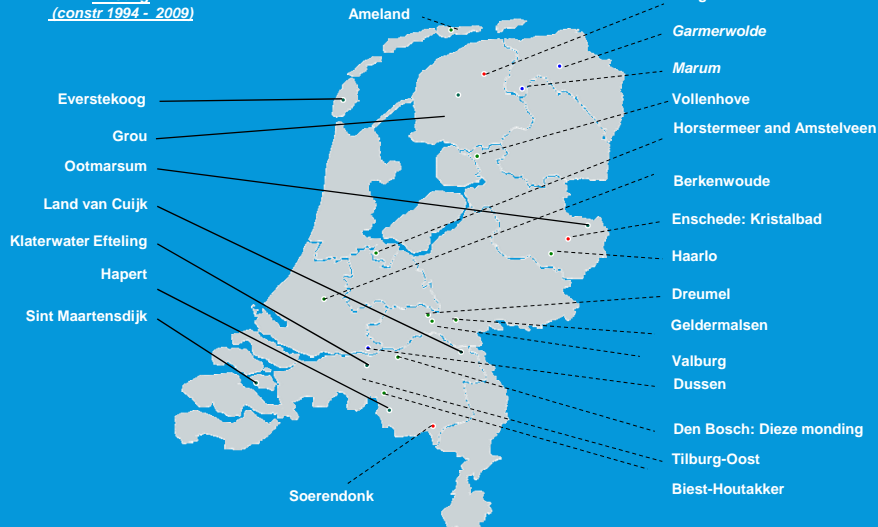 (constr 1994 - 2009)
Ameland
Everstekoog
Grou
Ootmarsum
Land van Cuijk
Klaterwater Efteling
Hapert
Sint Maartensdijk
Soerendonk
Garmerwolde
Marum
Vollenhove
Horstermeer and Amstelveen
Berkenwoude
Enschede: Kristalbad
Haarlo
Dreumel
Geldermalsen
Valburg
Dussen
Den Bosch: Dieze monding
Tilburg-Oost
Biest-Houtakker